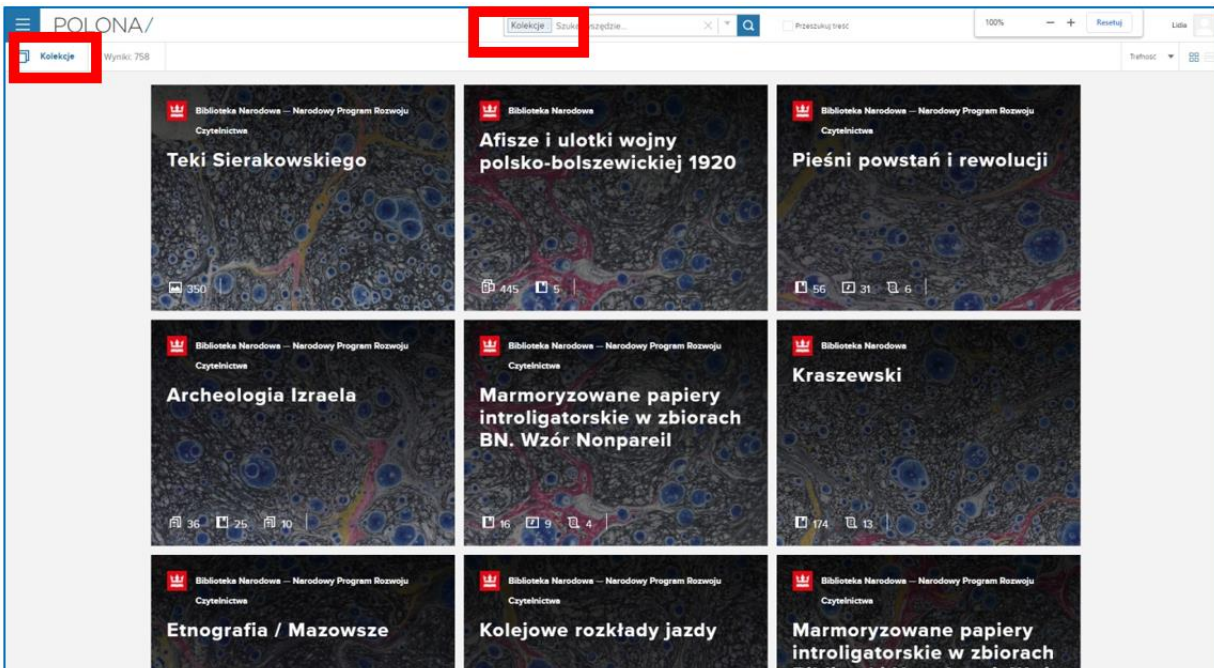 POLONA/
Kolekcje
Przeszukuj treść
100%
− +
Resetuj
Lidia
Kolekcje
Wyniki: 758
Trafność
Biblioteka Narodowa — Narodowy Program Rozwoju
Czytelnictwa
Teki Sierakowskiego
350
Biblioteka Narodowa
Afisze i ulotki wojny
polsko-bolszewickiej 1920
445 5
Biblioteka Narodowa — Narodowy Program Rozwoju
Czytelnictwa
Pieśni powstań i rewolucji
56 31 6
Biblioteka Narodowa — Narodowy Program Rozwoju
Czytelnictwa
Archeologia Izraela
36 25 10
Biblioteka Narodowa — Narodowy Program Rozwoju
Czytelnictwa
Marmoryzowane papiery
introligatorskie w zbiorach
BN. Wzór Nonpareil
16 9 4
Biblioteka Narodowa
Kraszewski
174 13
Biblioteka Narodowa — Narodowy Program Rozwoju
Czytelnictwa
Etnografia / Mazowsze
Biblioteka Narodowa — Narodowy Program Rozwoju
Czytelnictwa
Kolejowe rozkłady jazdy
Biblioteka Narodowa — Narodowy Program Rozwoju
Czytelnictwa
Marmoryzowane papiery
introligatorskie w zbiorach